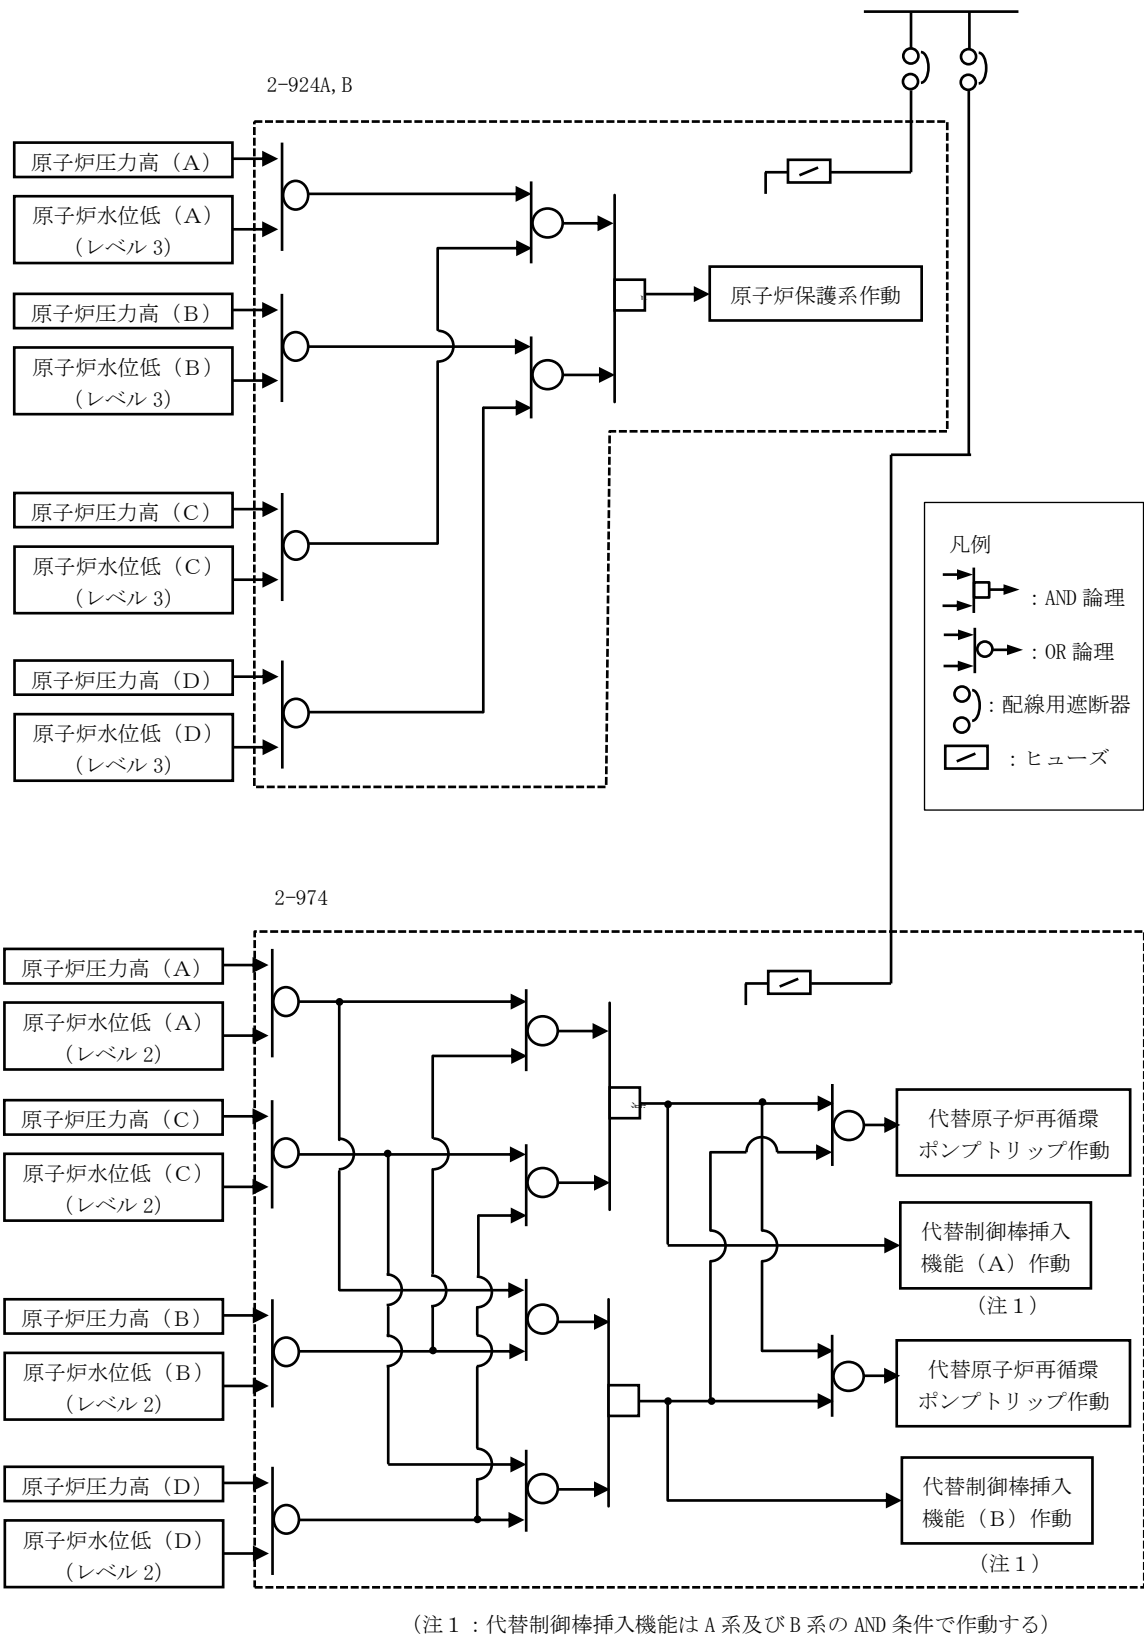 2-924A, B
原子炉圧力高（A）
原子炉水位低（A）
（レベル 3）
原子炉圧力高（B）
原子炉水位低（B）
（レベル 3）
原子炉圧力高（C）
原子炉水位低（C）
（レベル 3）
原子炉圧力高（D）
原子炉水位低（D）
（レベル 3）
原子炉保護系作動
凡例
：AND 論理
：OR 論理
：配線用遮断器
：ヒューズ
2-974
原子炉圧力高（A）
原子炉水位低（A）
（レベル 2）
原子炉圧力高（C）
原子炉水位低（C）
（レベル 2）
原子炉圧力高（B）
原子炉水位低（B）
（レベル 2）
原子炉圧力高（D）
原子炉水位低（D）
（レベル 2）
代替原子炉再循環
ポンプトリップ作動
代替制御棒挿入
機能（A）作動
（注１）
代替原子炉再循環
ポンプトリップ作動
代替制御棒挿入
機能（B）作動
（注１）
（注１：代替制御棒挿入機能は A 系及び B 系の AND 条件で作動する）